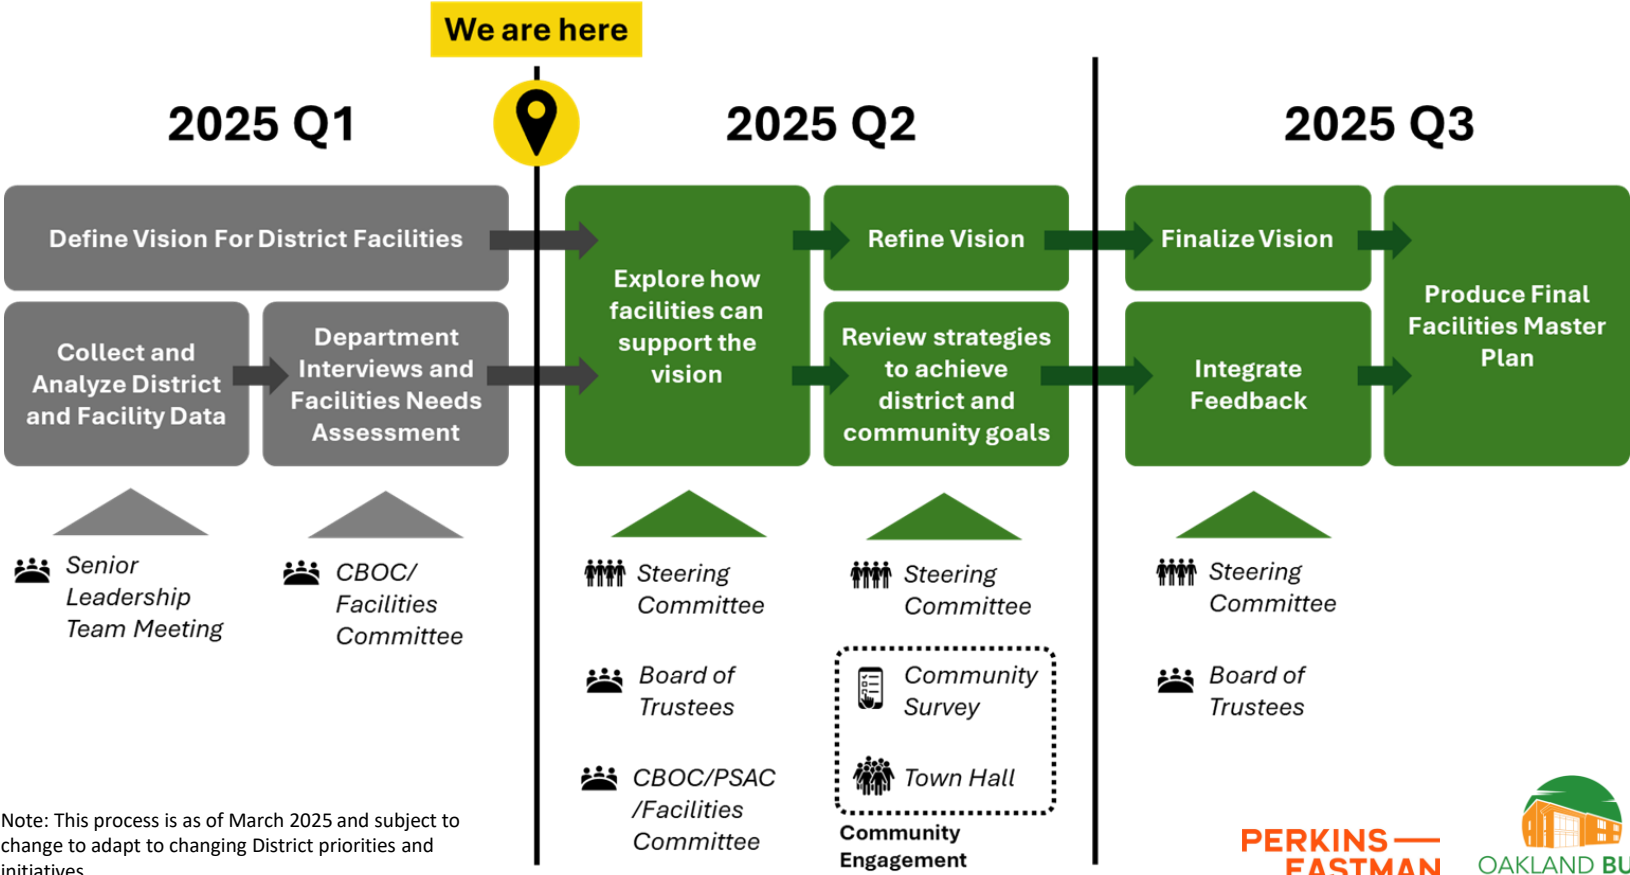 We are here
2025 Q1
2025 Q2
2025 Q3
Define Vision For District Facilities
Collect and
Analyze District
and Facility Data
Department
Interviews and
Facilities Needs
Assessment
Explore how
facilities can
support the
vision
Refine Vision
Review strategies
to achieve
district and
community goals
Finalize Vision
Integrate
Feedback
Produce Final
Facilities Master
Plan
Senior
Leadership
Team Meeting
CBOC/
Facilities
Committee
Steering
Committee
Board of
Trustees
CBOC/PSAC
/Facilities
Committee
Steering
Committee
Community
Survey
Town Hall
Community
Engagement
Steering
Committee
Board of
Trustees
Note: This process is as of March 2025 and subject to
change to adapt to changing District priorities and
initiatives
PERKINS
EASTMAN
OAKLAND BU